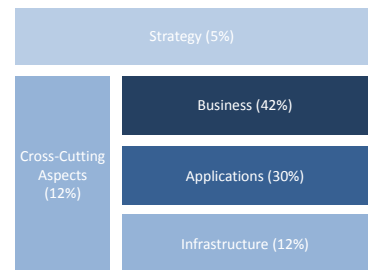 Strategy (5%)
Business (42%)
Cross-Cutting
Aspects
(12%)
Applications (30%)
Infrastructure (12%)